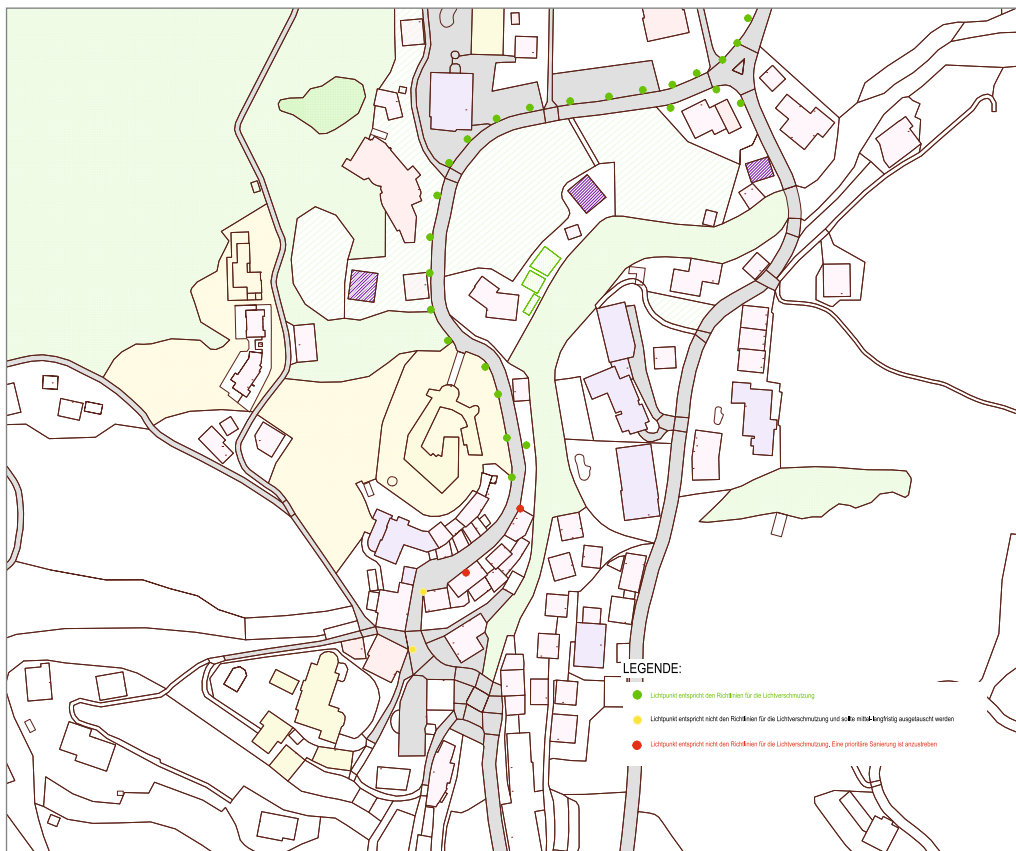 LEGENDE:
Lichtpunkt entspricht den Richtlinien für die Lichtverschmutzung
Lichtpunkt entspricht nicht den Richtlinien für die Lichtverschmutzung und sollte mittel-langfristig ausgetauscht werden
Lichtpunkt entspricht nicht den Richtlinien für die Lichtverschmutzung, Eine prioritäre Sanierung ist anzustreben